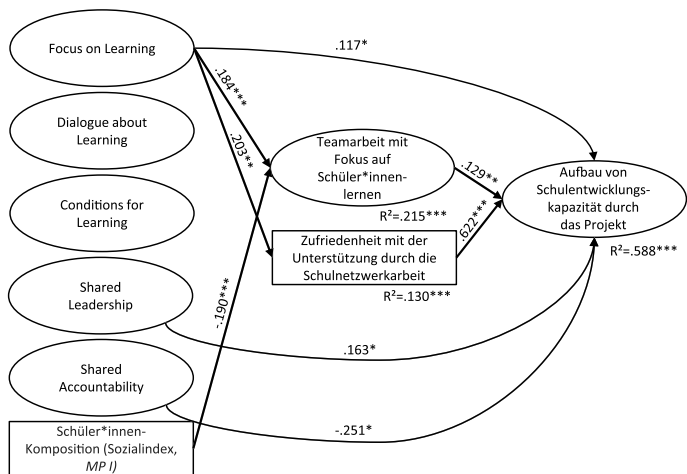 Focus on Learning
.117*
.184***
.203**
Dialogue about
Learning
Teamarbeit mit
Fokus auf
Schüler*innen-
lernen
.129**
R²=.215***
Aufbau von
Schulentwicklungs-
kapazität durch
das Projekt
R²=.588***
Conditions for
Learning
Zufriedenheit mit der
Unterstützung durch die
Schulnetzwerkarbeit
.622***
R²=.130***
Shared
Leadership
-.190***
.163*
Shared
Accountability
-.251*
Schüler*innen-
Komposition (Sozialindex,
MP I)